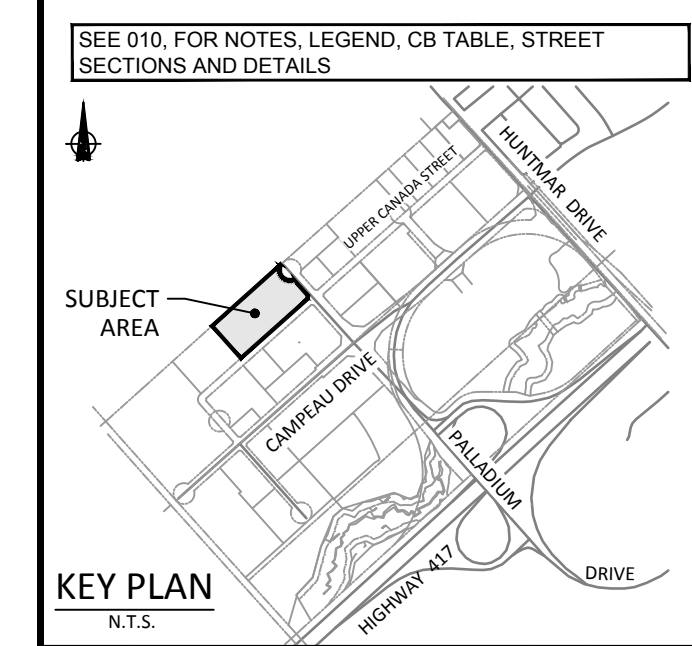 SEE 010, FOR NOTES, LEGEND, CB TABLE, STREET
SECTIONS AND DETAILS
HUNTMAR DRIVE
UPPER CANADA STREET
SUBJECT
AREA
CAMPEAU DRIVE
PALLADIUM
DRIVE
HIGHWAY 417
KEY PLAN
N.T.S.